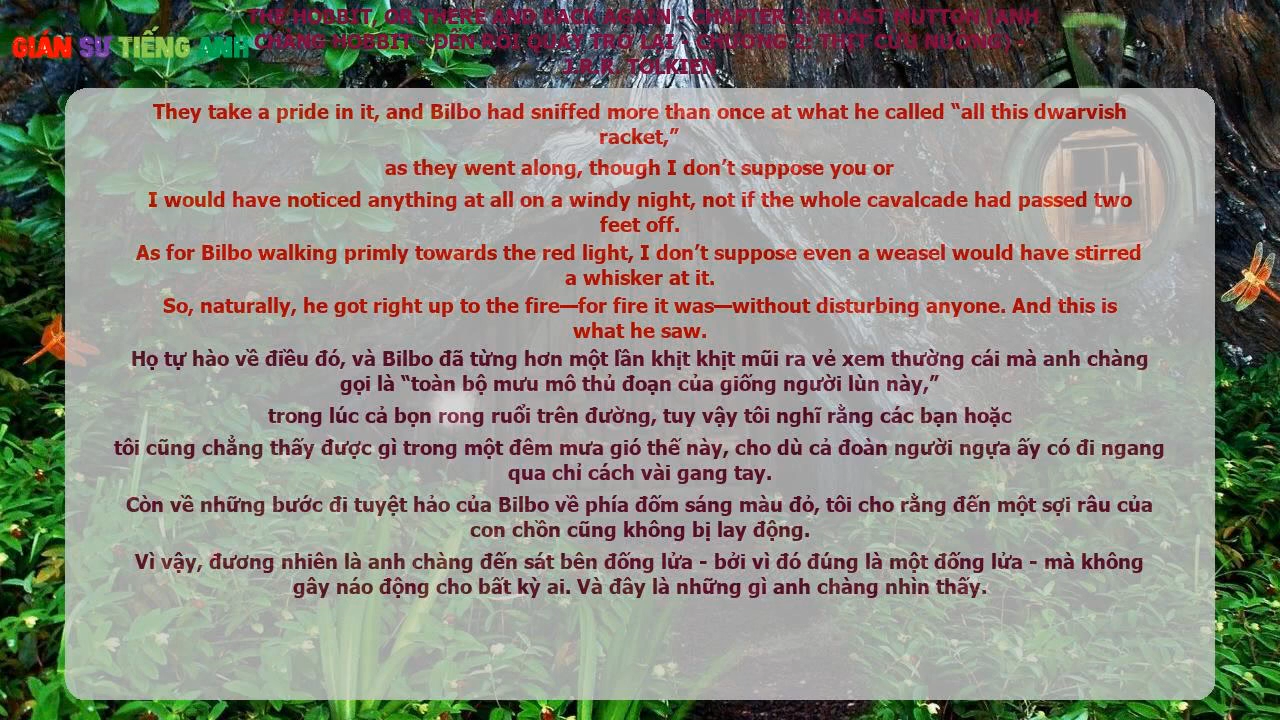 THE HOBBIT, OR THERE AND BACK AGAIN - CHAPTER 2: ROAST MUTTON (ANH
CHÀNG HOBBIT - ĐẾN RỒI QUAY TRỞ LẠI - CHƯƠNG 2: THỊT CỪU NƯỚNG) -
J.R.R. TOLKIEN
GIÁN SƯ TIẾNG ANH
They take a pride in it, and Bilbo had sniffed more than once at what he called “all this dwarvish
racket,”
as they went along, though I don’t suppose you or
I would have noticed anything at all on a windy night, not if the whole cavalcade had passed two
feet off.
As for Bilbo walking primly towards the red light, I don’t suppose even a weasel would have stirred
a whisker at it.
So, naturally, he got right up to the fire—for fire it was—without disturbing anyone. And this is
what he saw.
Họ tự hào về điều đó, và Bilbo đã từng hơn một lần khịt khịt mũi ra vẻ xem thường cái mà anh chàng
gọi là “toàn bộ mưu mô thủ đoạn của giống người lùn này,”
trong lúc cả bọn rong ruổi trên đường, tuy vậy tôi nghĩ rằng các bạn hoặc
tôi cũng chẳng thấy được gì trong một đêm mưa gió thế này, cho dù cả đoàn người ngựa ấy có đi ngang
qua chỉ cách vài gang tay.
Còn về những bước đi tuyệt hảo của Bilbo về phía đốm sáng màu đỏ, tôi cho rằng đến một sợi râu của
con chồn cũng không bị lay động.
Vì vậy, đương nhiên là anh chàng đến sát bên đống lửa - bởi vì đó đúng là một đống lửa - mà không
gây náo động cho bất kỳ ai. Và đây là những gì anh chàng nhìn thấy.